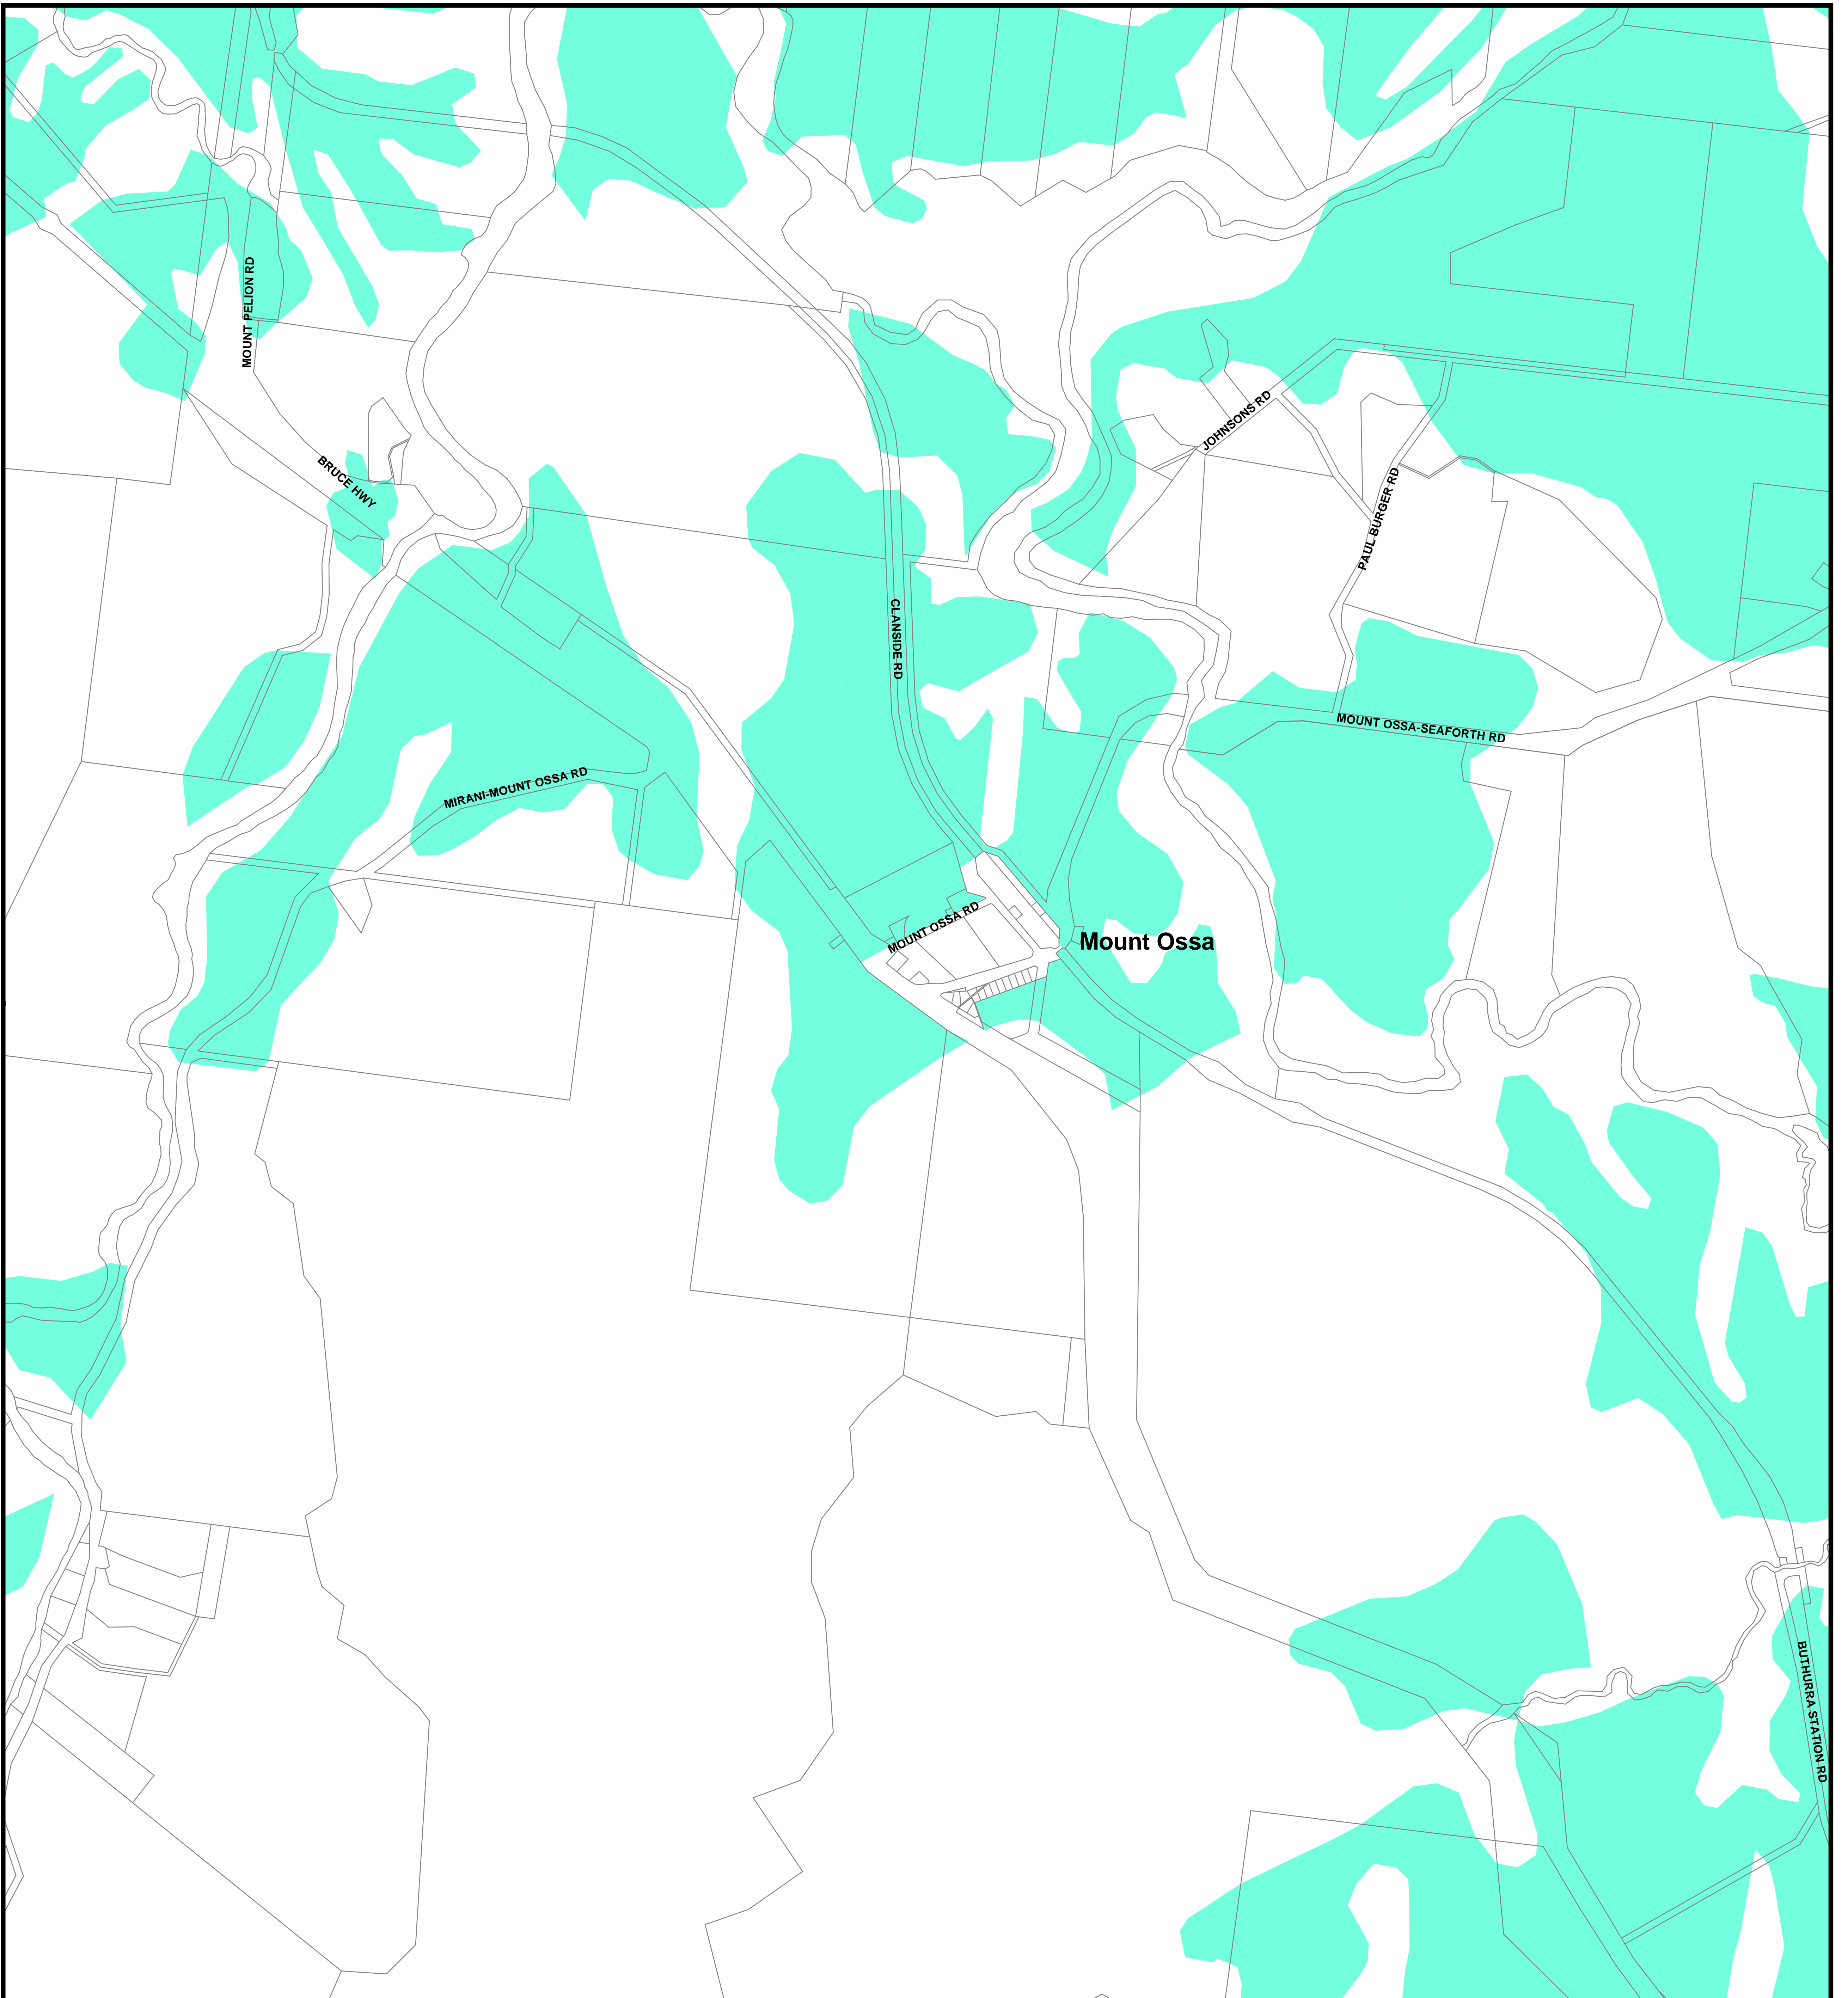 MOUNT PELION RD
JOHNSONS RD
BRUCE HWY
PAUL BURGER RD
CLANSIDE RD
MOUNT OSSA-SEAFORTH RD
MIRANI-MOUNT OSSA RD
MOUNT OSSA RD
Mount Ossa
BUTHURRA STATION RD